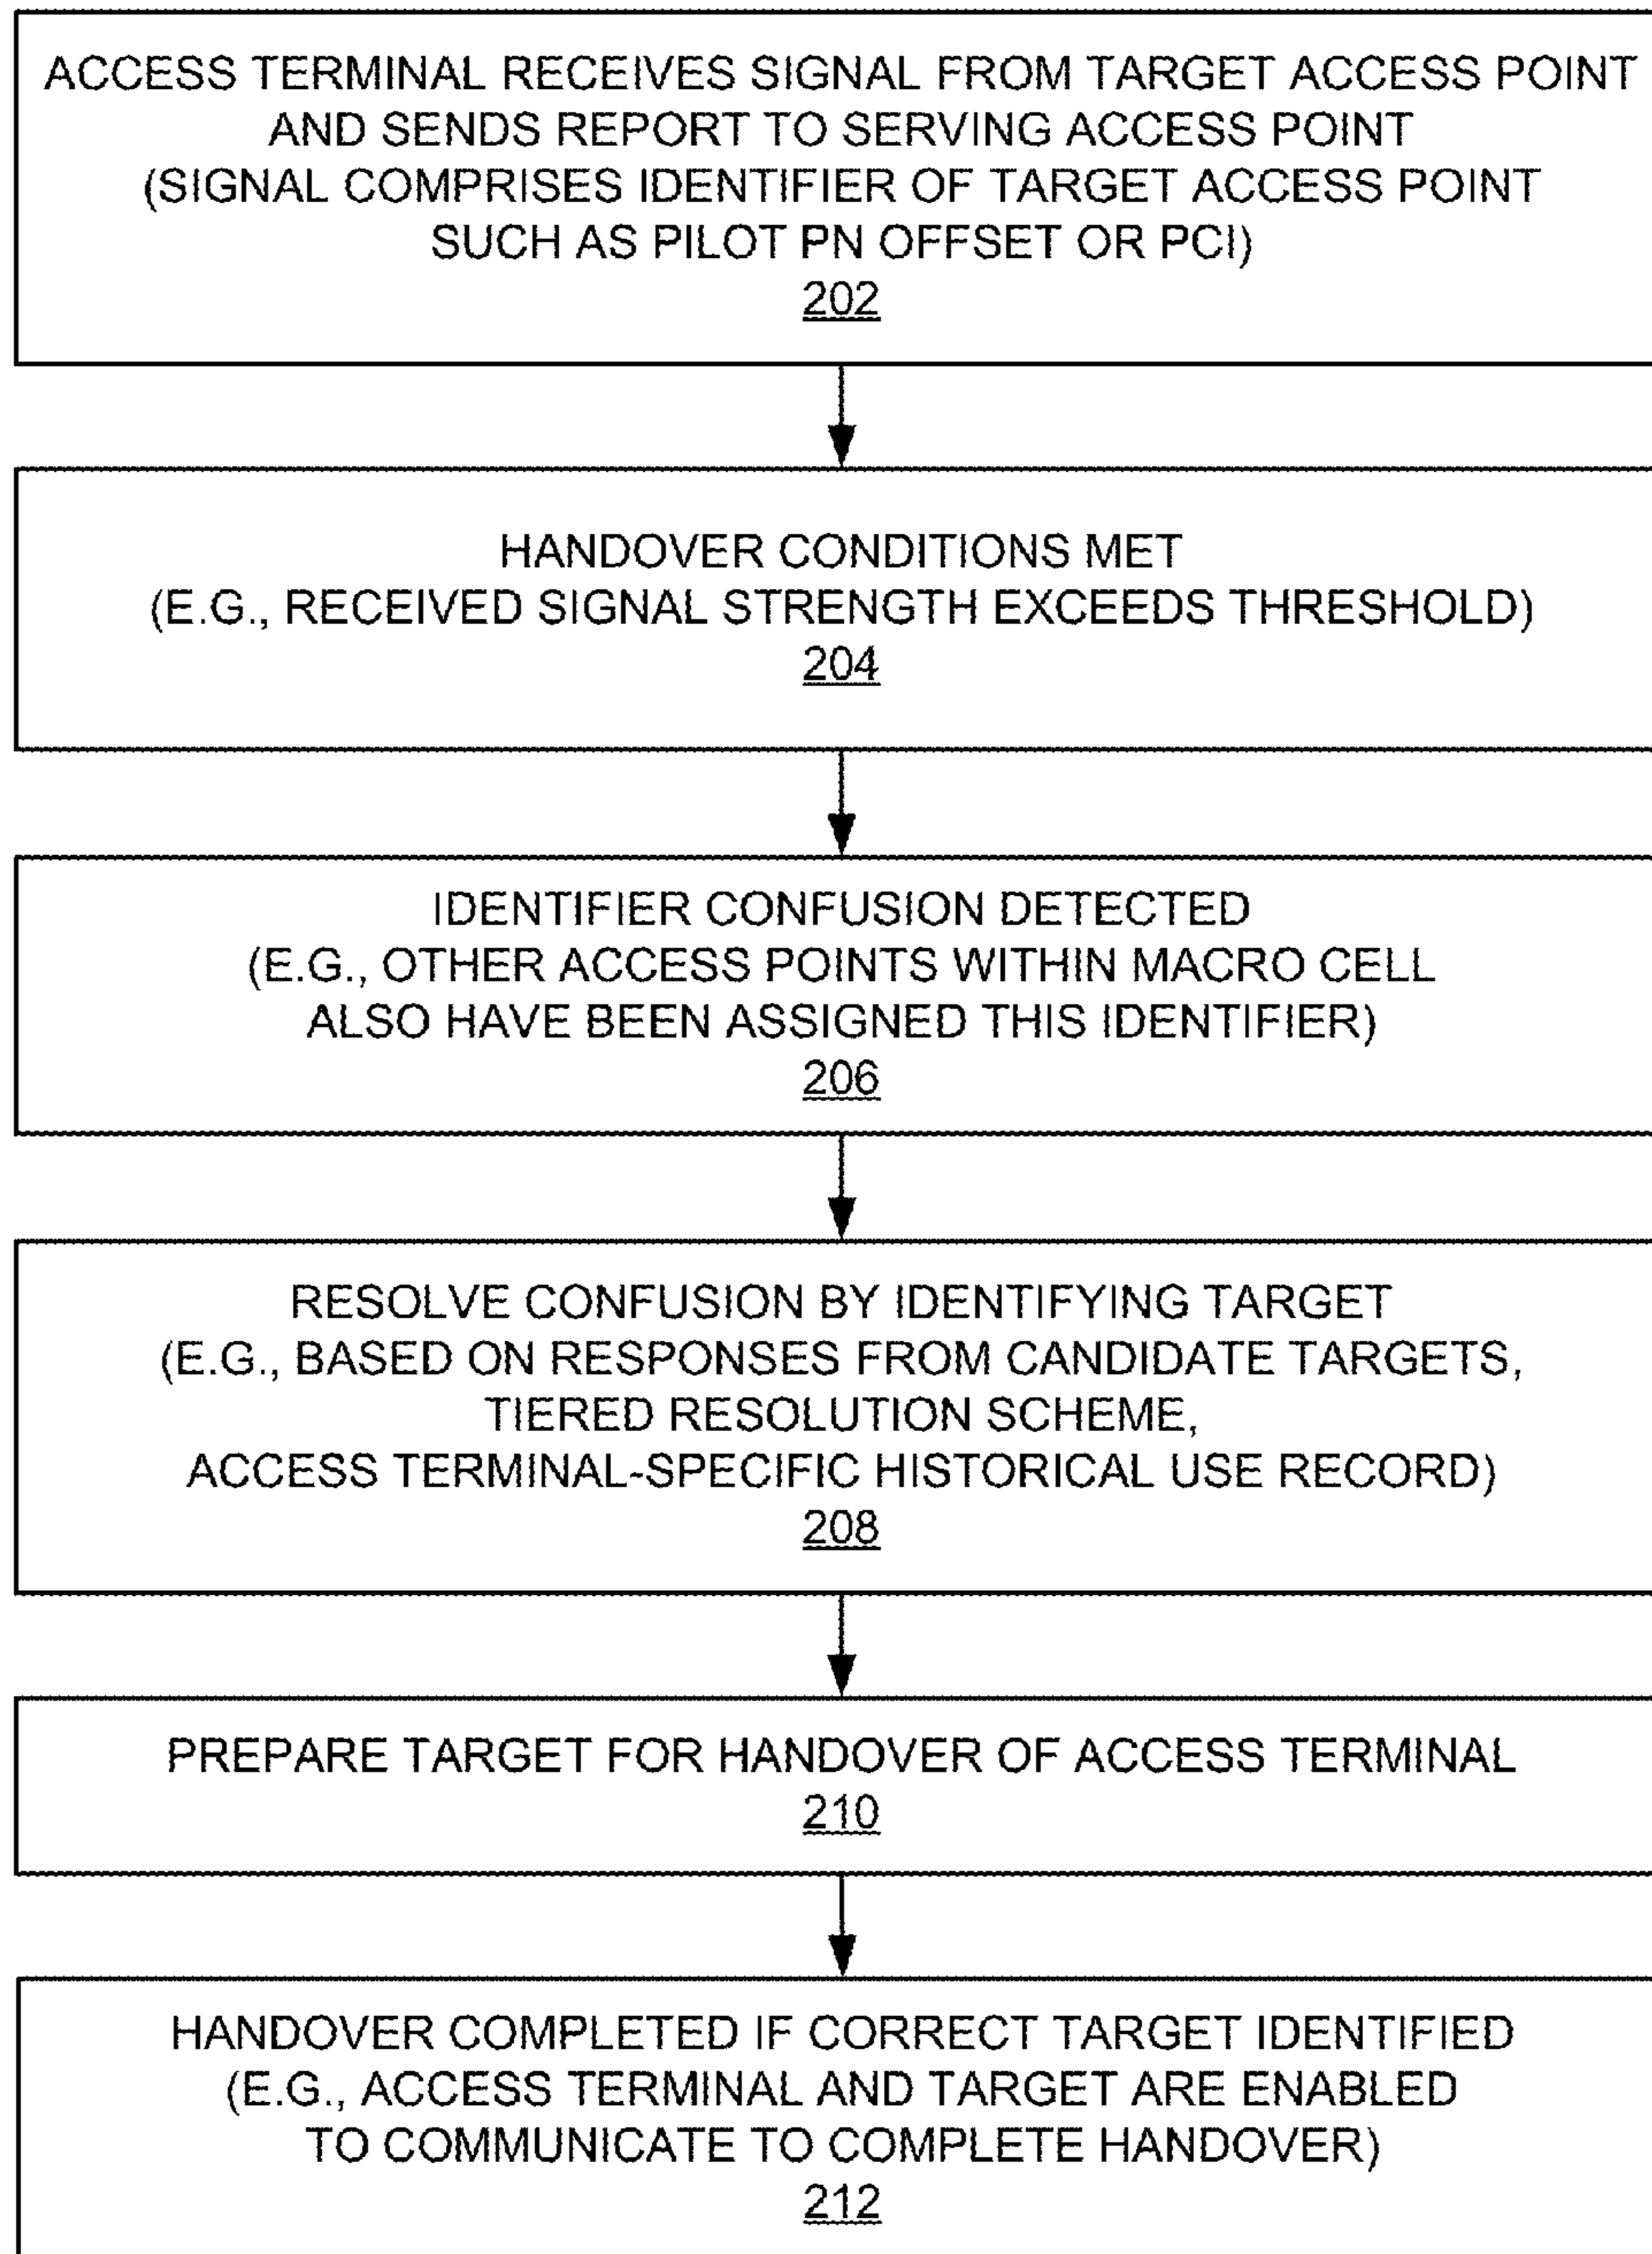 ACCESS TERMINAL RECEIVES SIGNAL FROM TARGET ACCESS POINT
AND SENDS REPORT TO SERVING ACCESS POINT
(SIGNAL COMPRISES IDENTIFIER OF TARGET ACCESS POINT
SUCH AS PILOT PN OFFSET OR PCI)
202
HANDOVER CONDITIONS MET
(E.G., RECEIVED SIGNAL STRENGTH EXCEEDS THRESHOLD)
204
IDENTIFIER CONFUSION DETECTED
(E.G., OTHER ACCESS POINTS WITHIN MACRO CELL
ALSO HAVE BEEN ASSIGNED THIS IDENTIFIER)
206
RESOLVE CONFUSION BY IDENTIFYING TARGET
(E.G., BASED ON RESPONSES FROM CANDIDATE TARGETS,
TIERED RESOLUTION SCHEME,
ACCESS TERMINAL-SPECIFIC HISTORICAL USE RECORD)
208
PREPARE TARGET FOR HANDOVER OF ACCESS TERMINAL
210
HANDOVER COMPLETED IF CORRECT TARGET IDENTIFIED
(E.G., ACCESS TERMINAL AND TARGET ARE ENABLED
TO COMMUNICATE TO COMPLETE HANDOVER)
212